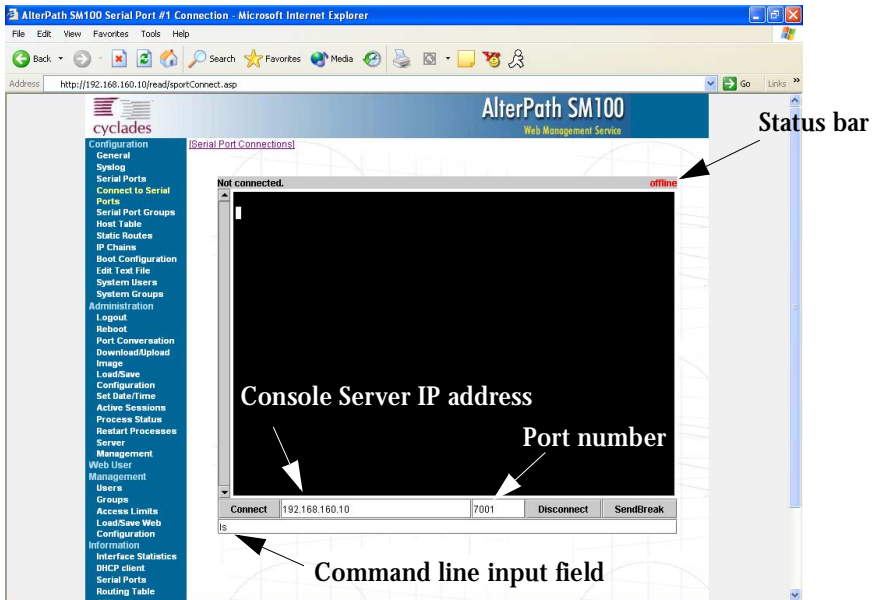 AlterPath SM100 Serial Port #1 Connection - Microsoft Internet Explorer
File Edit View Favorites Tools Help
Back Search Favorites Media
Address http://192.168.160.10/read/sportConnect.asp Go Links »
cyclades
AlterPath SM100
Web Management Service
Status bar
Configuration
General
Syslog
Serial Ports
Connect to Serial
Ports
Serial Port Groups
Host Table
Static Routes
IP Chains
Boot Configuration
Edit Text File
System Users
System Groups
Administration
Logout
Reboot
Port Conversation
Download/Upload
Image
Load/Save
Configuration
Set Date/Time
Active Sessions
Process Status
Restart Processes
Server
Management
Web User
Management
Users
Groups
Access Limits
Load/Save Web
Configuration
Information
Interface Statistics
DHCP client
Serial Ports
Routing Table
[Serial Port Connections]
Not connected. offline
Console Server IP address
Port number
Connect 192.168.160.10 7001 Disconnect SendBreak
ls
Command line input field